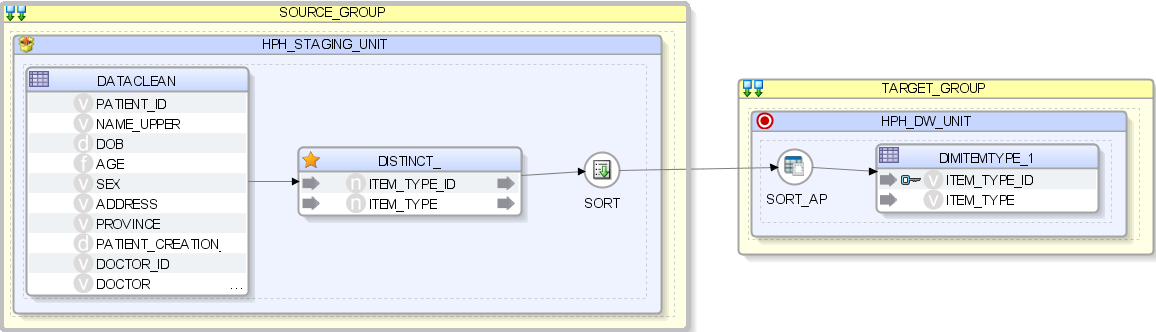 SOURCE_GROUP
HPH_STAGING_UNIT
DATACLEAN
v PATIENT_ID
v NAME_UPPER
d DOB
f AGE
v SEX
v ADDRESS
v PROVINCE
d PATIENT_CREATION_
v DOCTOR_ID
v DOCTOR ...
DISTINCT_
n ITEM_TYPE_ID
n ITEM_TYPE
SORT
TARGET_GROUP
HPH_DW_UNIT
SORT_AP
DIMITEMTYPE_1
v ITEM_TYPE_ID
v ITEM_TYPE